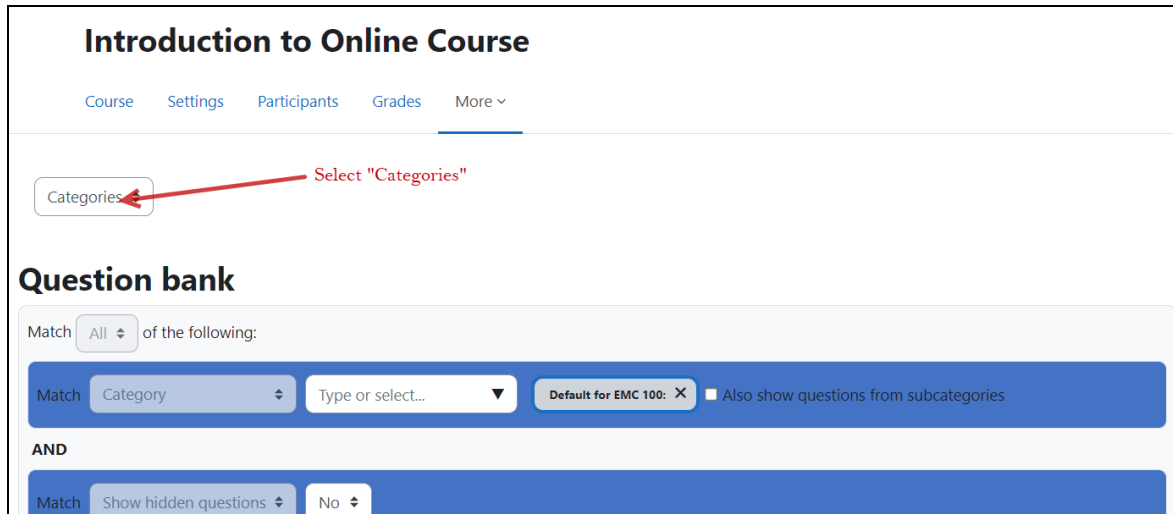 Introduction to Online Course
Course Settings Participants Grades More
Select "Categories"
Categories
Question bank
Match All of the following:
Match Category Type or select... Default for EMC 100: Also show questions from subcategories
AND
Match Show hidden questions No